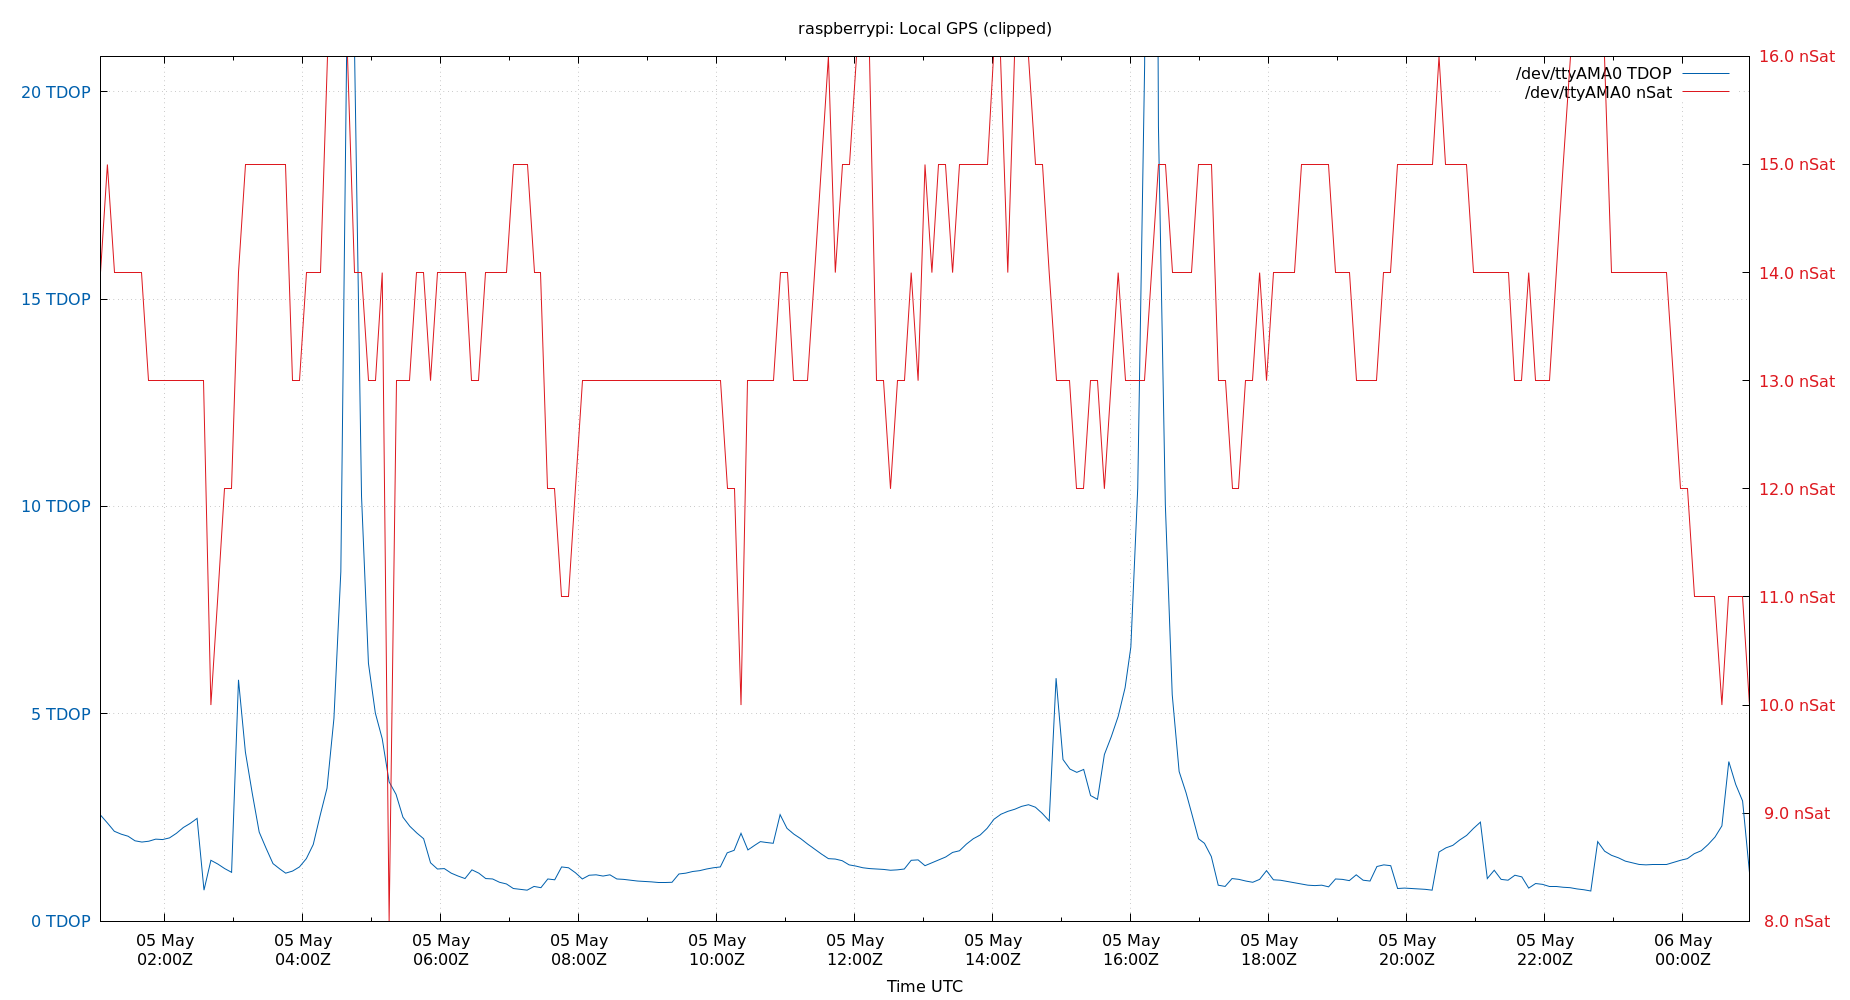 raspberrypi: Local GPS (clipped)
/dev/ttyAMA0 TDOP
/dev/ttyAMA0 nSat
20 TDOP
15 TDOP
10 TDOP
5 TDOP
0 TDOP
16.0 nSat
15.0 nSat
14.0 nSat
13.0 nSat
12.0 nSat
11.0 nSat
10.0 nSat
9.0 nSat
8.0 nSat
05 May
02:00Z
05 May
04:00Z
05 May
06:00Z
05 May
08:00Z
05 May
10:00Z
05 May
12:00Z
05 May
14:00Z
05 May
16:00Z
05 May
18:00Z
05 May
20:00Z
05 May
22:00Z
06 May
00:00Z
Time UTC